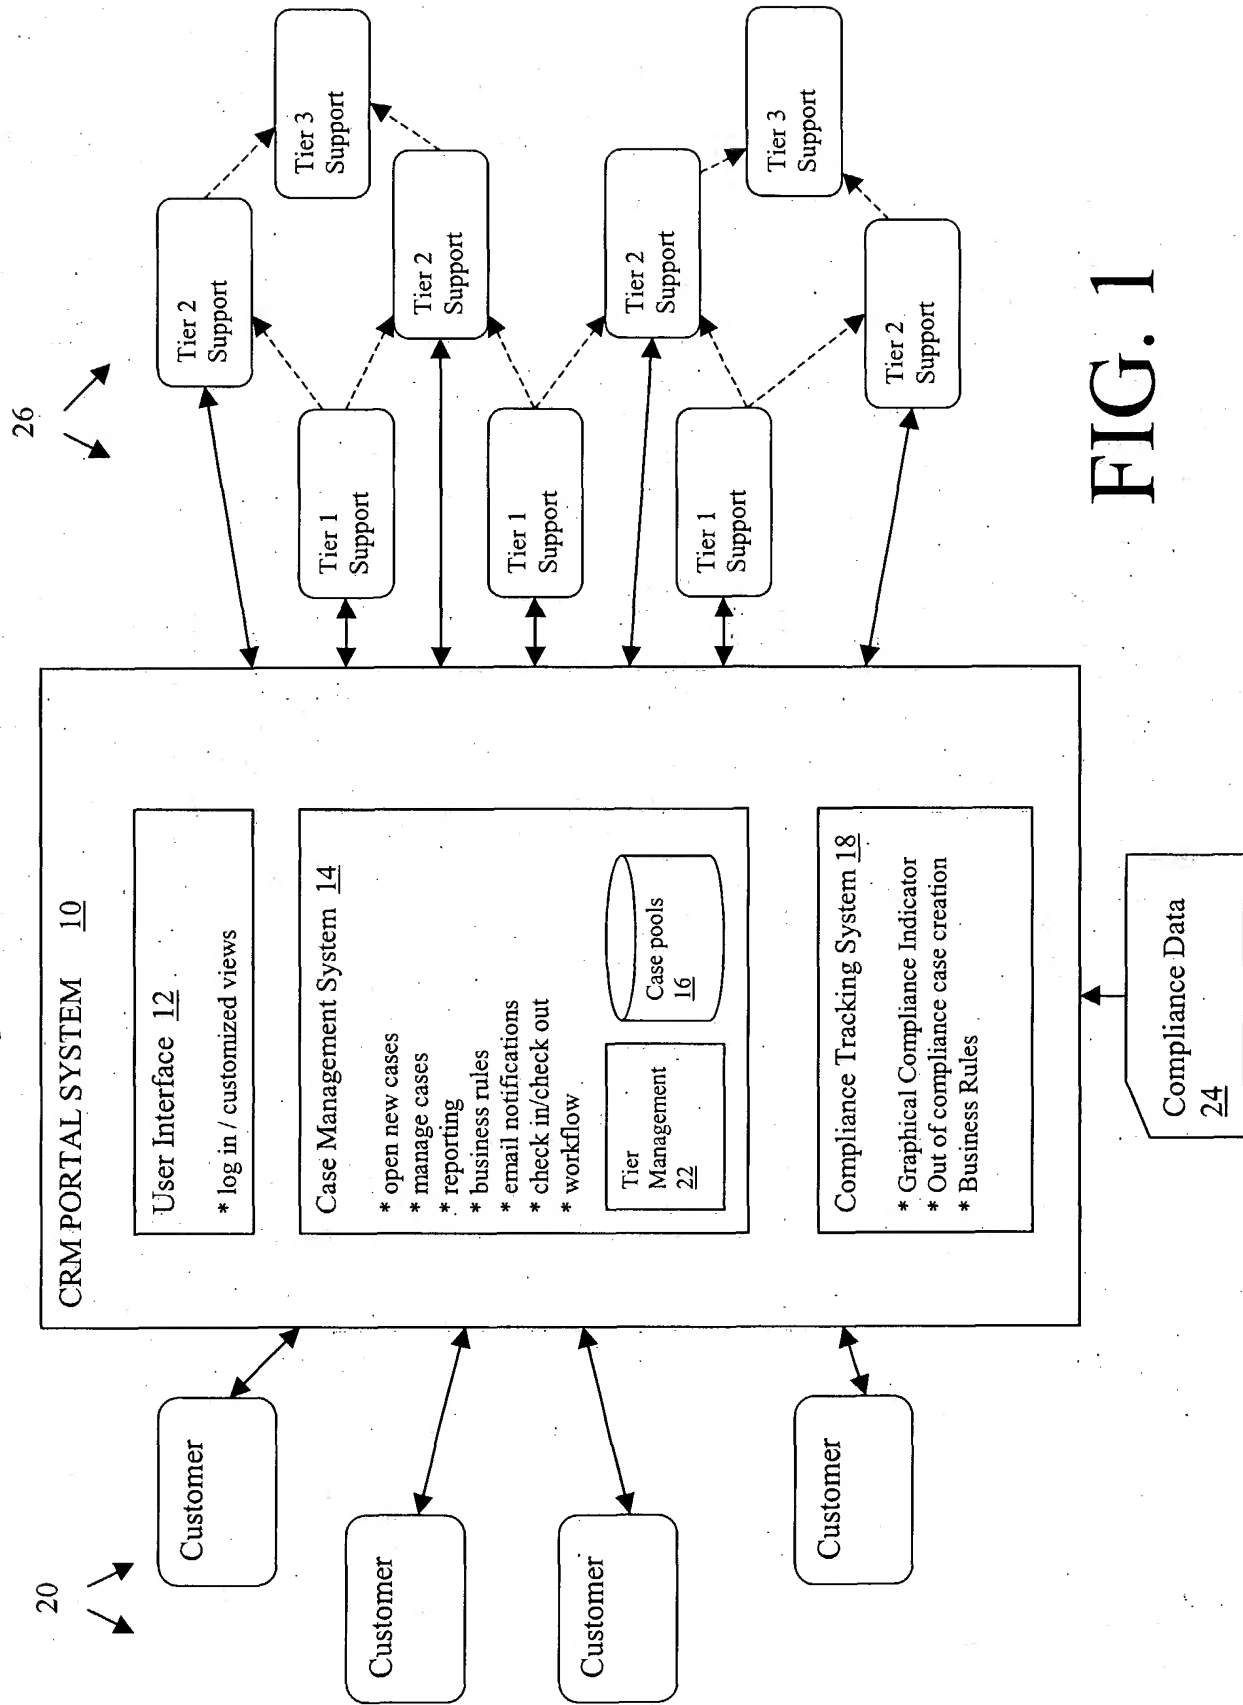 20
Customer
Customer
Customer
Customer
CRM PORTAL SYSTEM 10
User Interface 12
* log in / customized views
Case Management System 14
* open new cases
* manage cases
* reporting
* business rules
* email notifications
* check in/check out
* workflow
Tier
Management
22
Case pools
16
Compliance Tracking System 18
* Graphical Compliance Indicator
* Out of compliance case creation
* Business Rules
Compliance Data
24
26
Tier 1
Support
Tier 1
Support
Tier 1
Support
Tier 2
Support
Tier 2
Support
Tier 2
Support
Tier 2
Support
Tier 3
Support
Tier 3
Support
FIG. 1